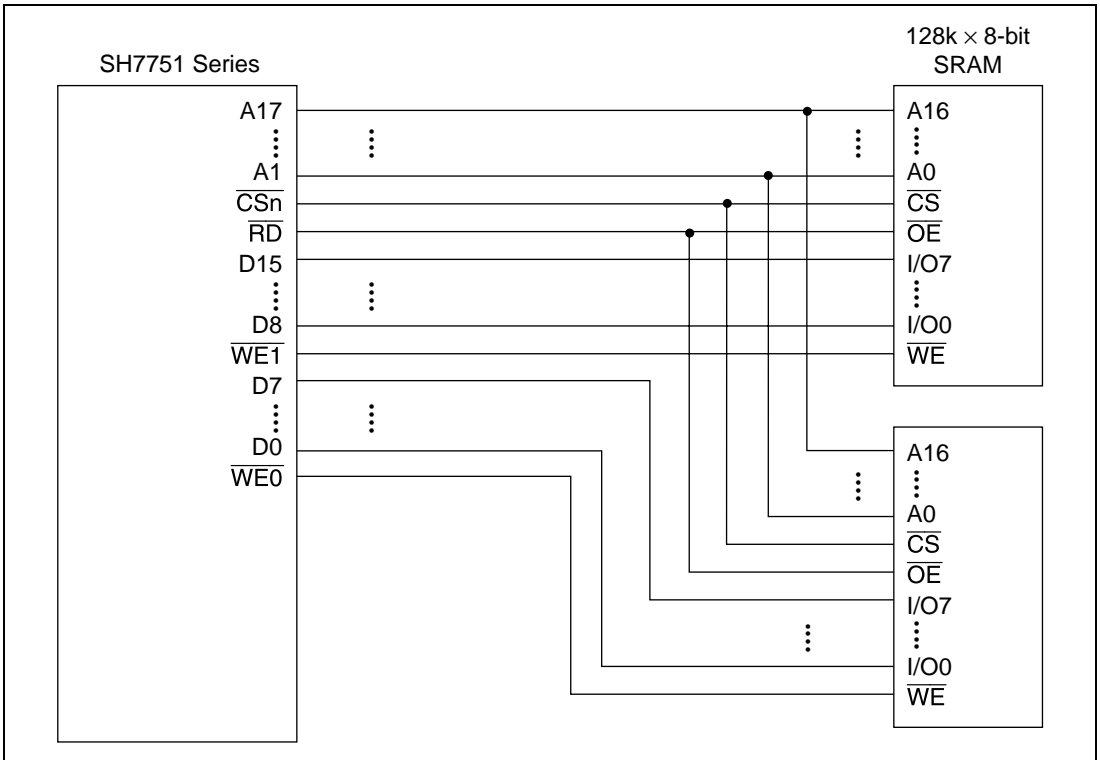 SH7751 Series
A17
A1
CSn
RD
D15
D8
WE1
D7
D0
WE0
128k × 8-bit
SRAM
A16
A0
CS
OE
I/O7
I/O0
WE
A16
A0
CS
OE
I/O7
I/O0
WE